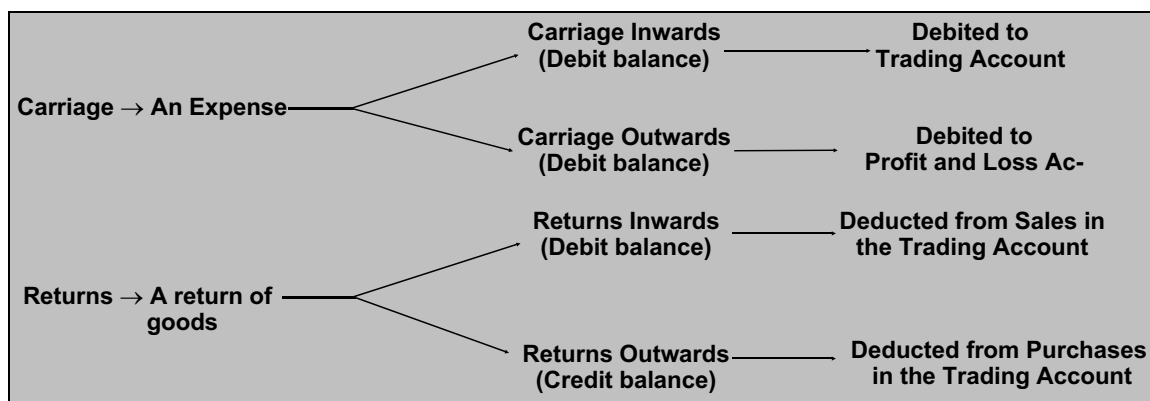 Carriage Inwards
(Debit balance)
Debited to
Trading Account
Carriage → An Expense
Carriage Outwards
(Debit balance)
Debited to
Profit and Loss Ac-
Returns Inwards
(Debit balance)
Deducted from Sales in
the Trading Account
Returns → A return of
goods
Returns Outwards
(Credit balance)
Deducted from Purchases
in the Trading Account